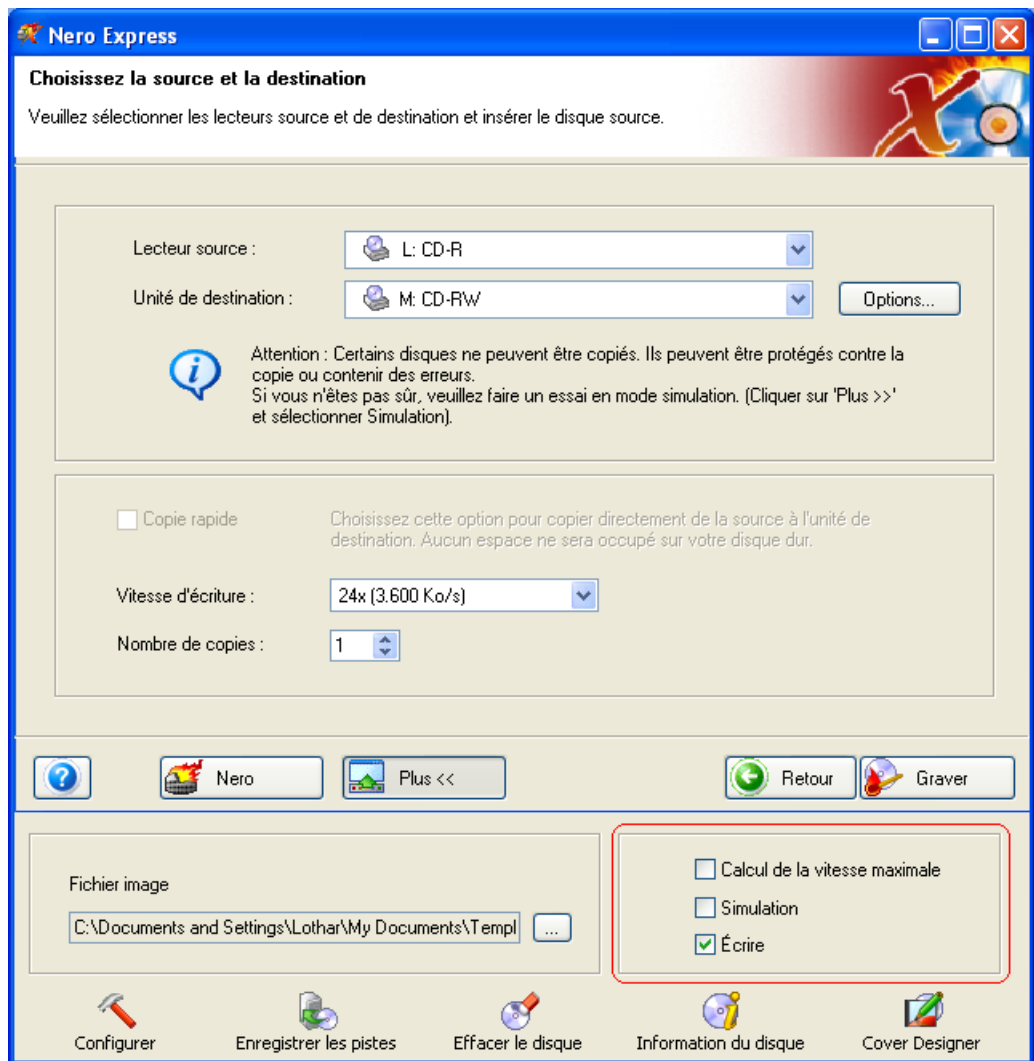 Nero Express
Choisissez la source et la destination
Veuillez sélectionner les lecteurs source et de destination et insérer le disque source.
Lecteur source :
L: CD-R
Unité de destination :
M: CD-RW
Options...
Attention : Certains disques ne peuvent être copiés. Ils peuvent être protégés contre la
copie ou contenir des erreurs.
Si vous n'êtes pas sûr, veuillez faire un essai en mode simulation. (Cliquer sur 'Plus >>'
et sélectionner Simulation).
Copie rapide
Choisissez cette option pour copier directement de la source à l'unité de
destination. Aucun espace ne sera occupé sur votre disque dur.
Vitesse d'écriture :
24x (3.600 Ko/s)
Nombre de copies :
1
Nero
Plus <<
Retour
Graver
Fichier image
C:\Documents and Settings\Lothar\My Documents\Templ
...
Calcul de la vitesse maximale
Simulation
Écrire
Configurer
Enregistrer les pistes
Effacer le disque
Information du disque
Cover Designer